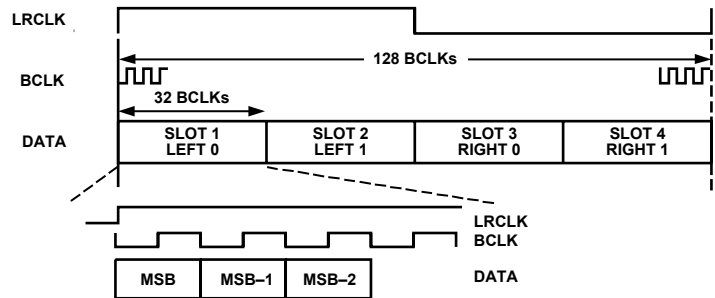 LRCLK
128 BCLKs
BCLK
32 BCLKs
DATA
SLOT 1
LEFT 0
SLOT 2
LEFT 1
SLOT 3
RIGHT 0
SLOT 4
RIGHT 1
LRCLK
BCLK
MSB
MSB–1
MSB–2
DATA